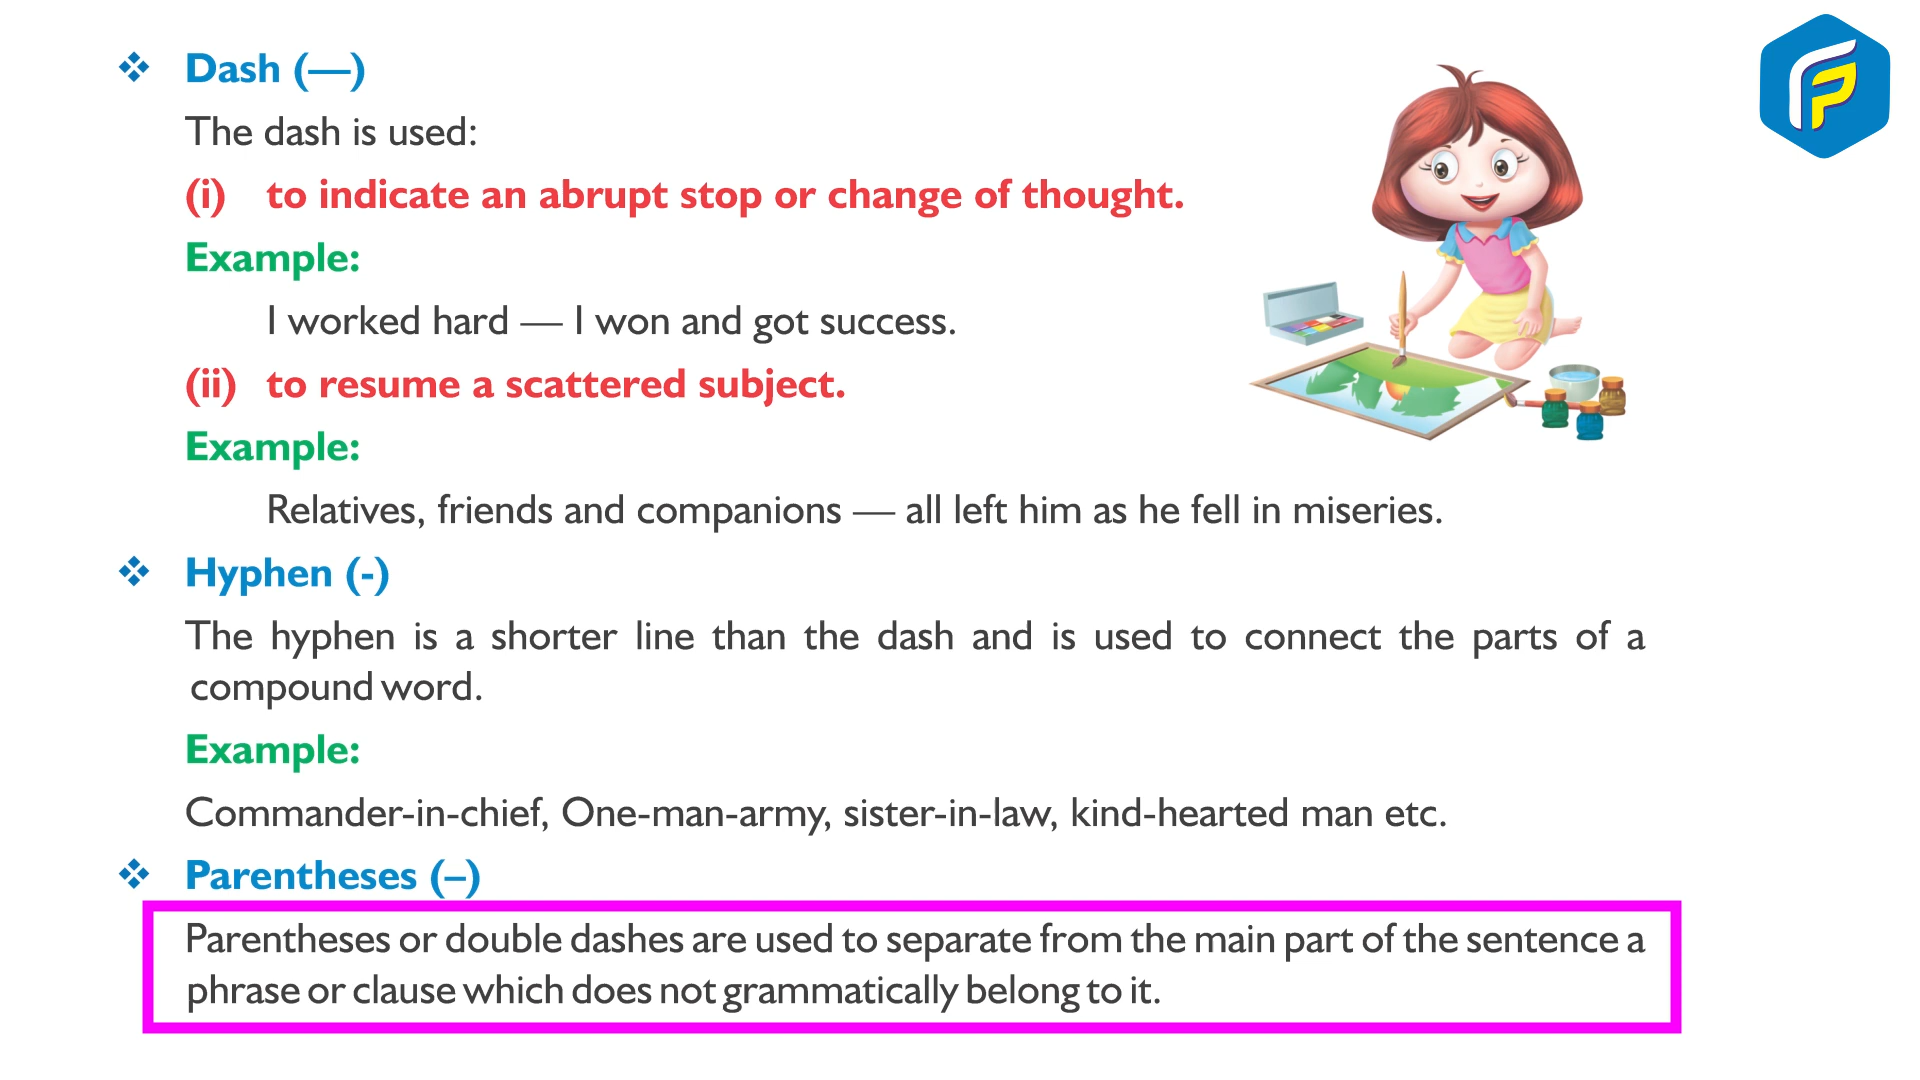 Dash (—)
The dash is used:
(i) to indicate an abrupt stop or change of thought.
Example:
I worked hard — I won and got success.
(ii) to resume a scattered subject.
Example:
Relatives, friends and companions — all left him as he fell in miseries.
Hyphen (-)
The hyphen is a shorter line than the dash and is used to connect the parts of a
compound word.
Example:
Commander-in-chief, One-man-army, sister-in-law, kind-hearted man etc.
Parentheses (–)
Parentheses or double dashes are used to separate from the main part of the sentence a
phrase or clause which does not grammatically belong to it.